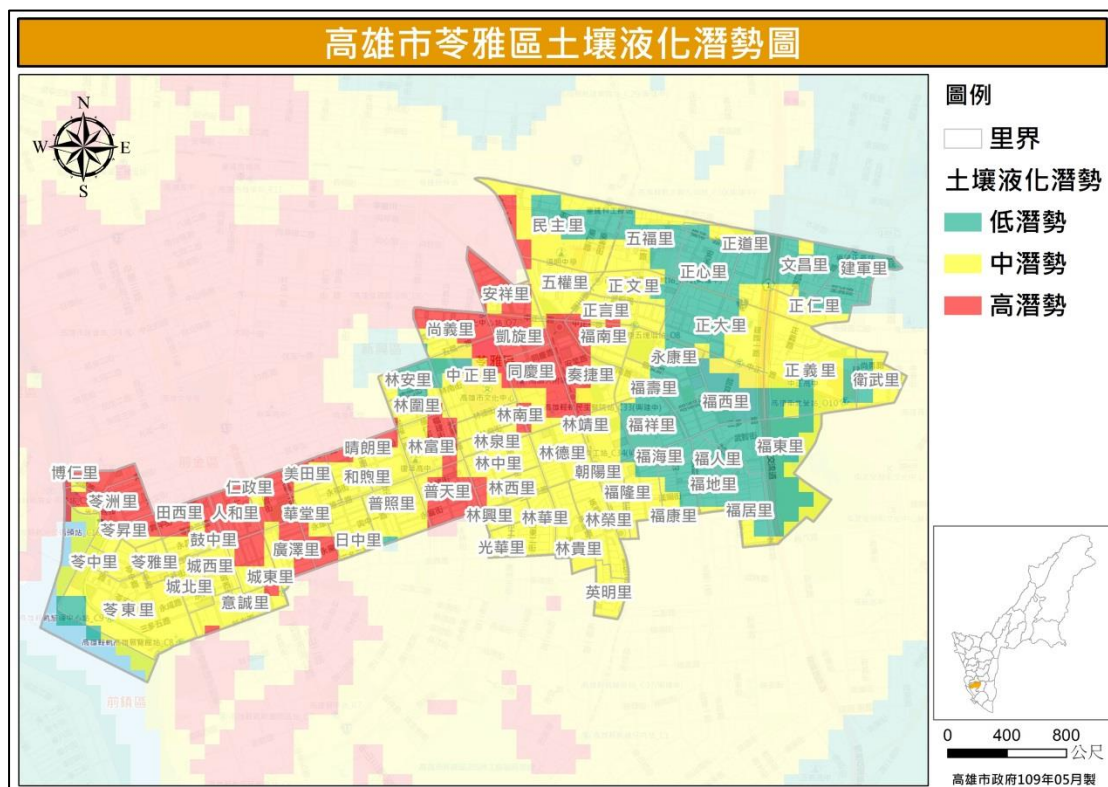 高雄市苓雅區土壤液化潛勢圖
N
W
E
S
圖例
里界
土壤液化潛勢
低潛勢
中潛勢
高潛勢
民主里
五福里
正道里
文昌里
建軍里
正心里
安祥里
五權里
正文里
正言里
正仁里
尚義里
凱旋里
福南里
正大里
林安里
中正里
同慶里
奏捷里
永康里
正義里
衛武里
林圍里
福壽里
福西里
林南里
林靖里
福祥里
晴朗里
林富里
林泉里
林德里
福東里
博仁里
美田里
和煦里
林中里
朝陽里
福海里
福人里
苓洲里
仁政里
普照里
普天里
林西里
福隆里
福地里
田西里
人和里
華堂里
林興里
林華里
林榮里
福康里
福居里
苓昇里
鼓中里
廣澤里
日中里
光華里
林貴里
苓中里
苓雅里
城西里
城東里
城北里
英明里
苓東里
意誠里
苓雅區
前鎮區
高雄市文化中心
0 400 800
公尺
高雄市政府109年05月製